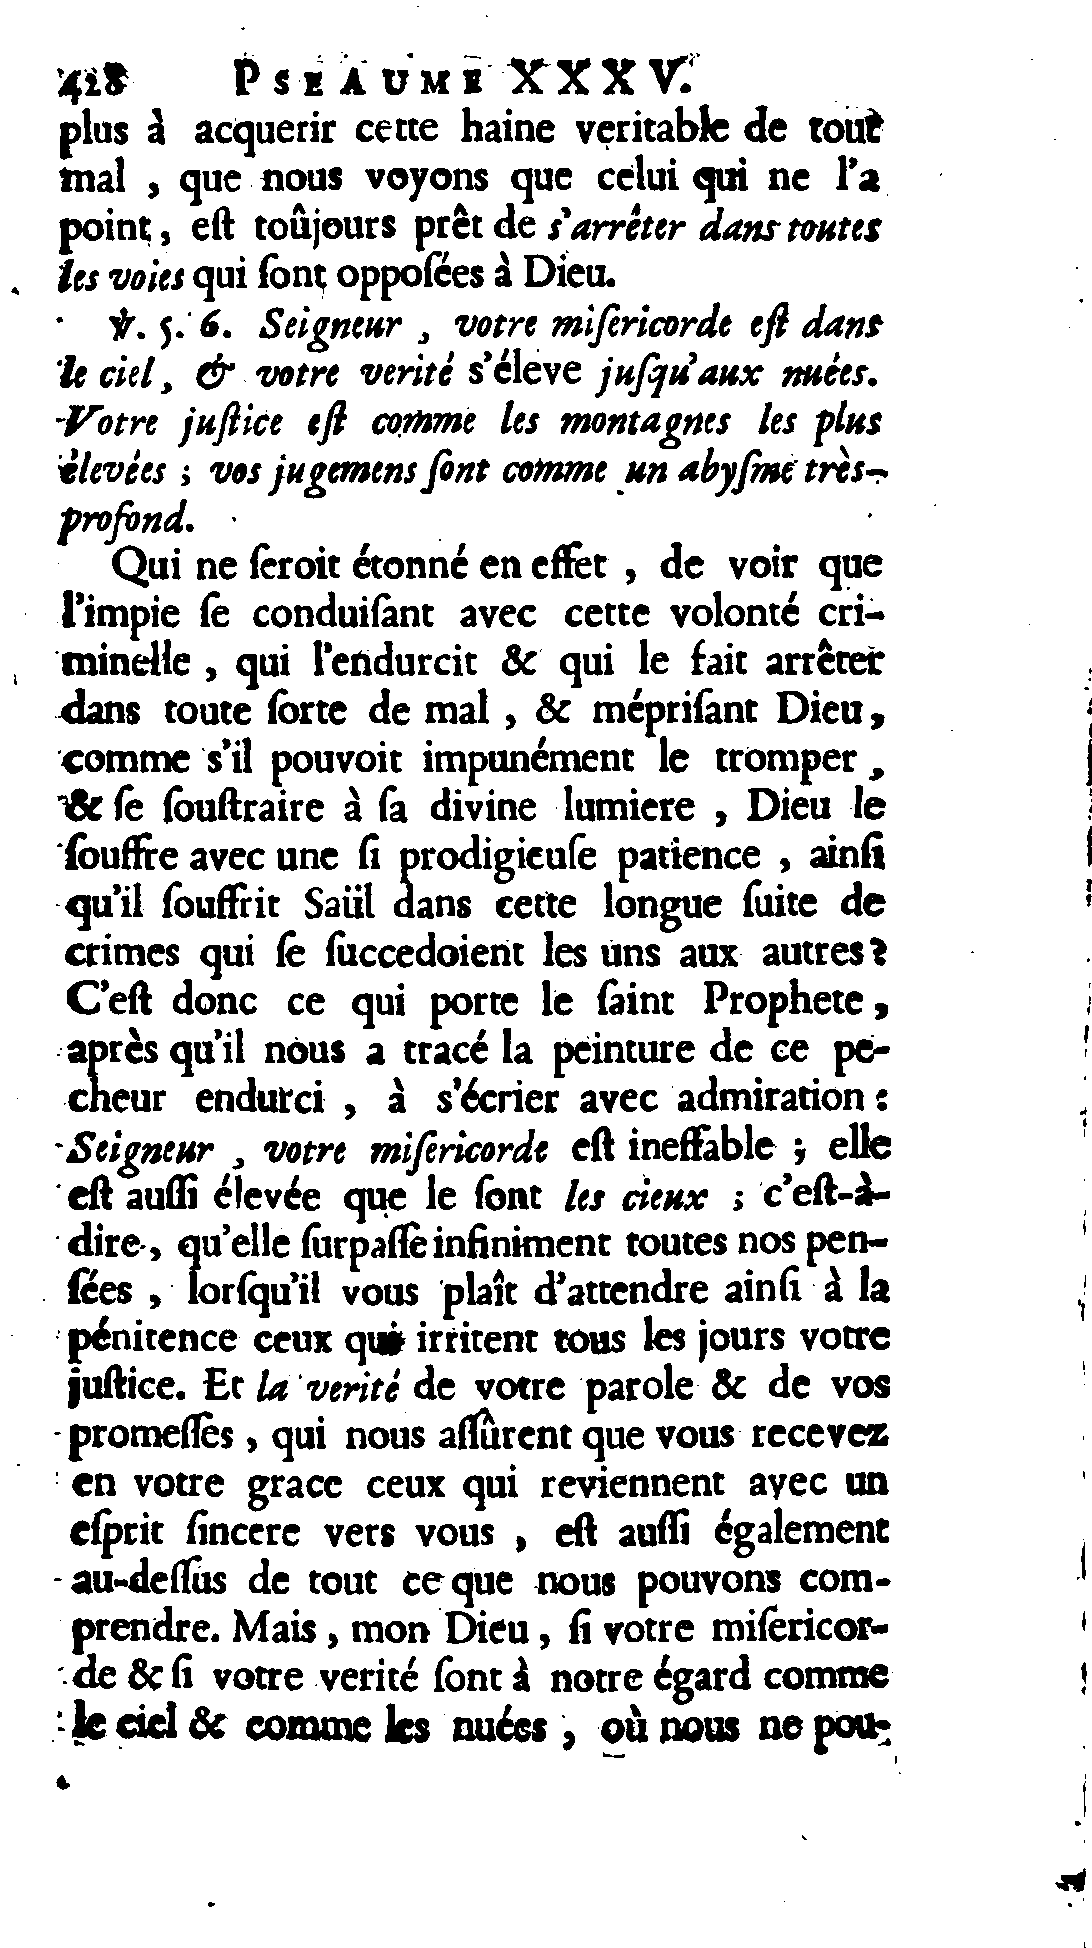 428 PSEAUME XXXV.
plus à acquerir cette haine veritable de tout
mal, que nous voyons que celui qui ne l'a
point, eſt toûjours prêt de s'arrêter dans toutes
les voies qui ſont oppoſées à Dieu.
℣. 5. 6. Seigneur, votre miſericorde eſt dans
le ciel, & votre verité s'éleve juſqu'aux nuées.
Votre juſtice eſt comme les montagnes les plus
élevées; vos jugemens ſont comme un abyſme très-
profond.
Qui ne ſeroit étonné en effet, de voir que
l'impie ſe conduiſant avec cette volonté cri-
minelle, qui l'endurcit & qui le fait arrêter
dans toute ſorte de mal, & mépriſant Dieu,
comme s'il pouvoit impunément le tromper,
& ſe ſouſtraire à ſa divine lumiere, Dieu le
ſouffre avec une ſi prodigieuſe patience, ainſi
qu'il ſouffrit Saül dans cette longue ſuite de
crimes qui ſe ſuccedoient les uns aux autres?
C'eſt donc ce qui porte le ſaint Prophete,
après qu'il nous a tracé la peinture de ce pe-
cheur endurci, à s'écrier avec admiration:
Seigneur, votre miſericorde eſt ineffable; elle
eſt auſſi élevée que le ſont les cieux; c'eſt-à-
dire, qu'elle ſurpaſſe infiniment toutes nos pen-
ſées, lorſqu'il vous plaît d'attendre ainſi à la
pénitence ceux qui irritent tous les jours votre
juſtice. Et la verité de votre parole & de vos
promeſſes, qui nous aſſûrent que vous recevez
en votre grace ceux qui reviennent avec un
eſprit ſincere vers vous, eſt auſſi également
au-deſſus de tout ce que nous pouvons com-
prendre. Mais, mon Dieu, ſi votre miſericor-
de & ſi votre verité ſont à notre égard comme
le ciel & comme les nuées, où nous ne pou-